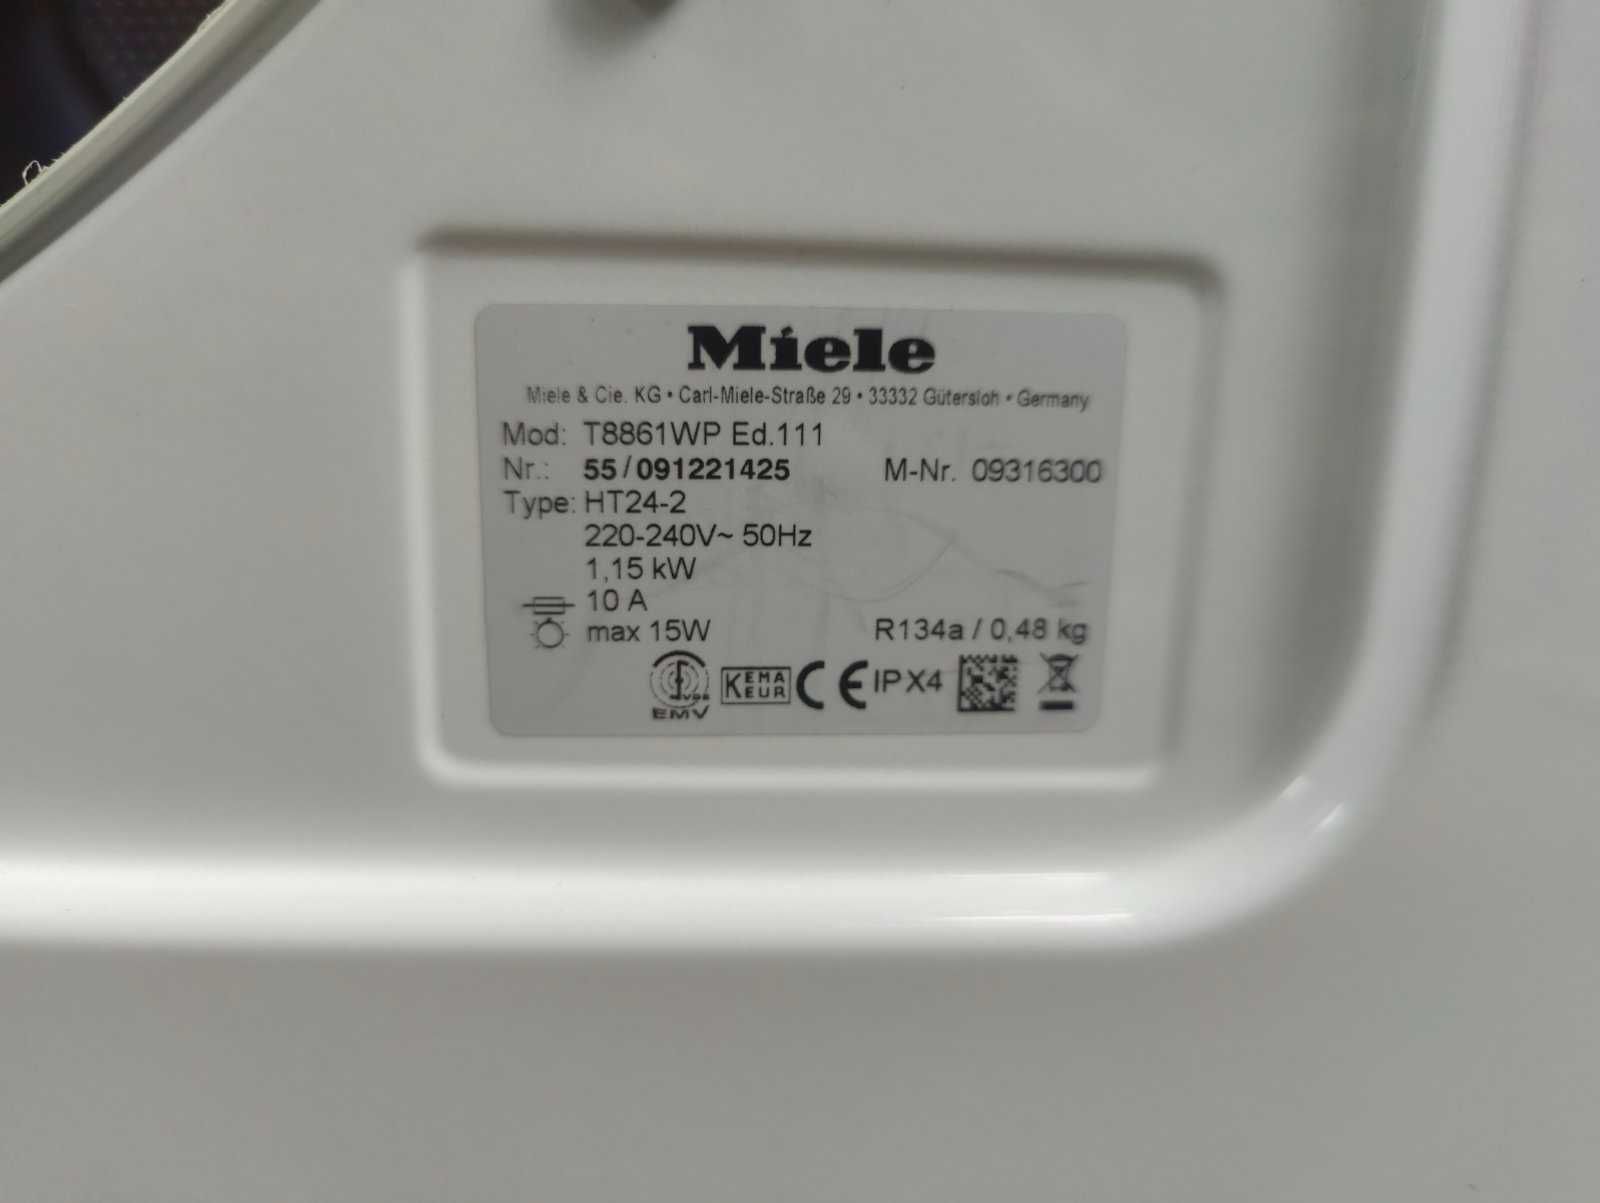 Miele
Miele & Cie. KG • Carl-Miele-Straße 29 • 33332 Gütersloh • Germany
Mod: T8861WP Ed.111
Nr.: 55/091221425 M-Nr. 09316300
Type: HT24-2
220-240V~ 50Hz
1,15 kW
10 A
max 15W R134a / 0,48 kg
VDE
EMV
KEMA
KEUR
CE IPX4